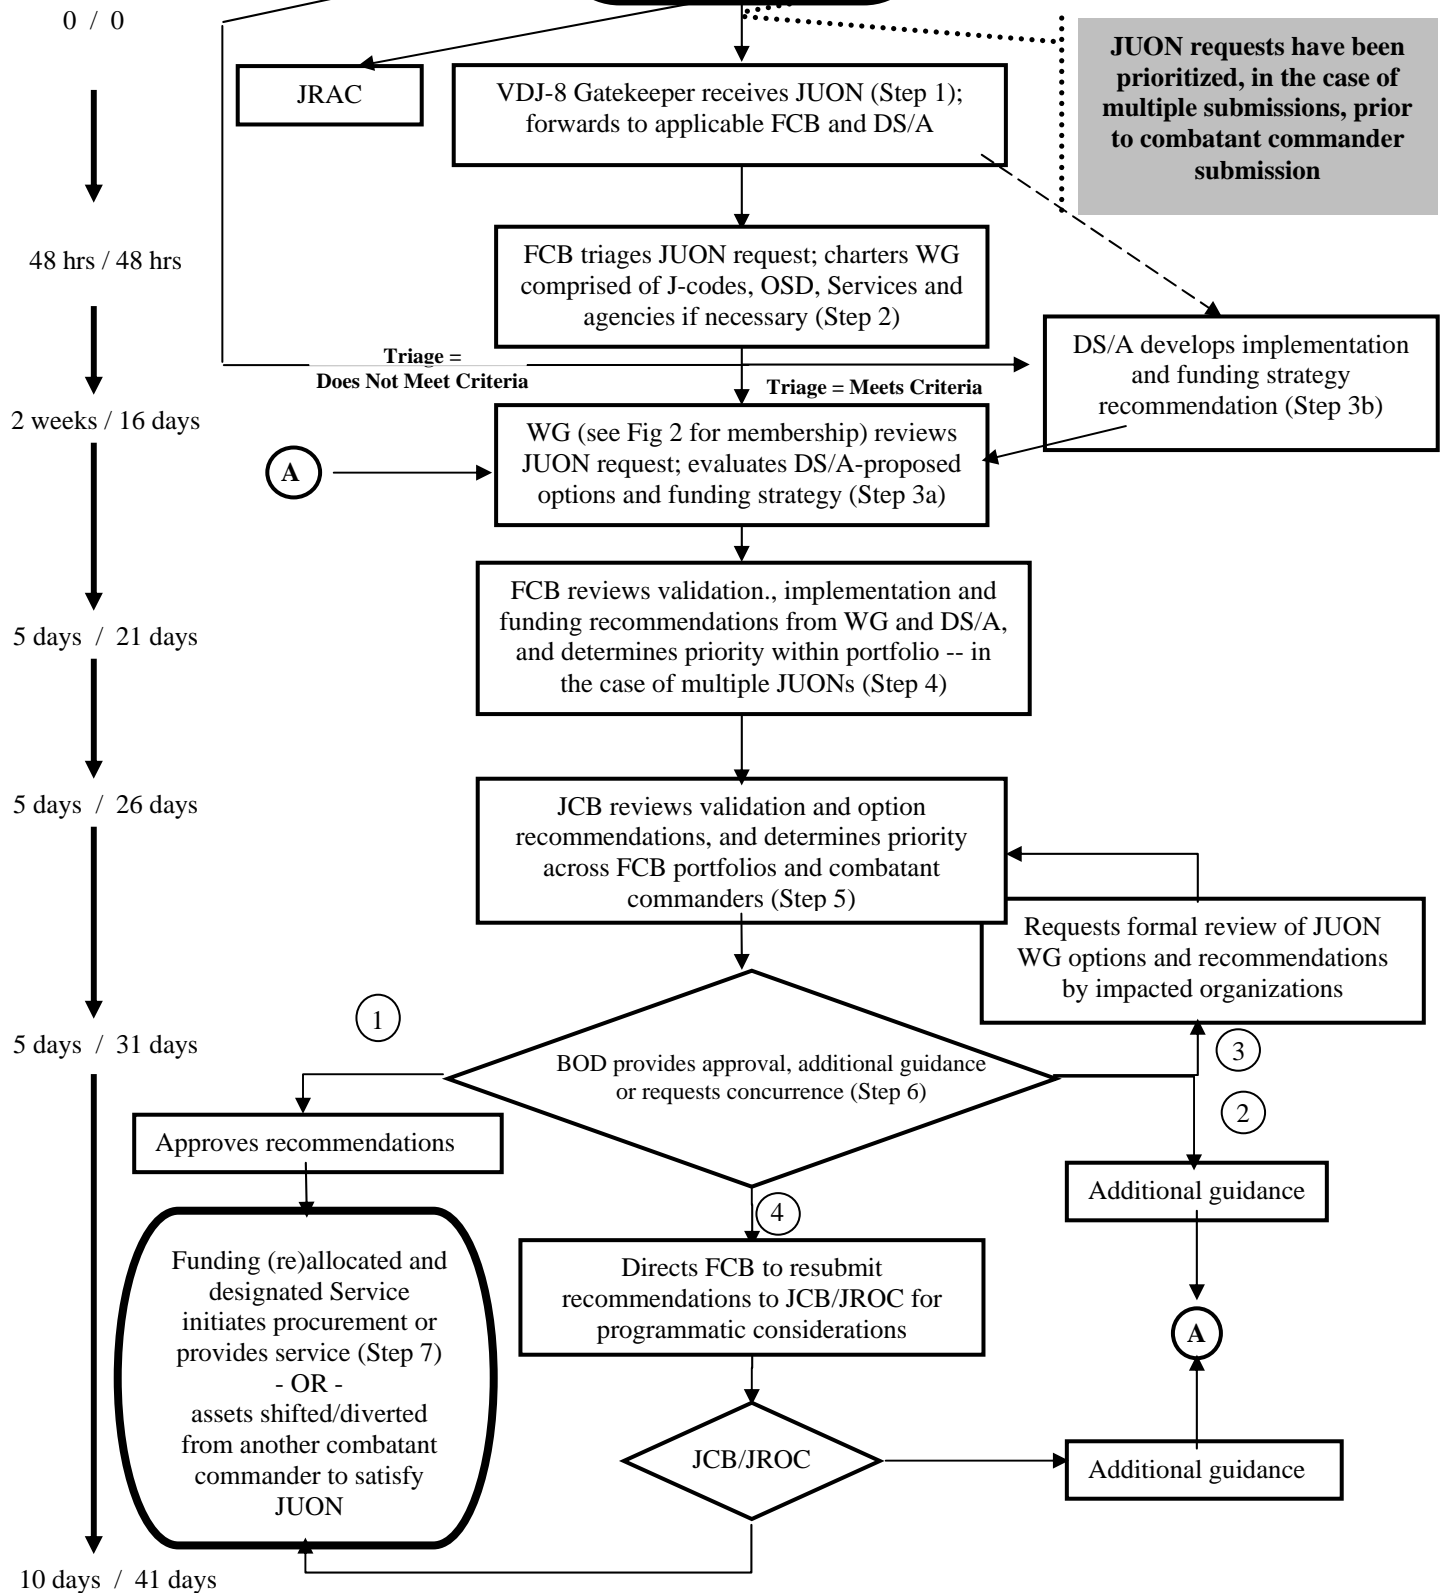 0 / 0
JUON requests have been
prioritized, in the case of
multiple submissions, prior
to combatant commander
submission
JRAC
VDJ-8 Gatekeeper receives JUON (Step 1);
forwards to applicable FCB and DS/A
48 hrs / 48 hrs
FCB triages JUON request; charters WG
comprised of J-codes, OSD, Services and
agencies if necessary (Step 2)
Triage =
Does Not Meet Criteria
Triage = Meets Criteria
DS/A develops implementation
and funding strategy
recommendation (Step 3b)
2 weeks / 16 days
A
WG (see Fig 2 for membership) reviews
JUON request; evaluates DS/A-proposed
options and funding strategy (Step 3a)
FCB reviews validation., implementation and
funding recommendations from WG and DS/A,
and determines priority within portfolio -- in
the case of multiple JUONs (Step 4)
5 days / 21 days
5 days / 26 days
JCB reviews validation and option
recommendations, and determines priority
across FCB portfolios and combatant
commanders (Step 5)
Requests formal review of JUON
WG options and recommendations
by impacted organizations
5 days / 31 days
1
BOD provides approval, additional guidance
or requests concurrence (Step 6)
3
2
Approves recommendations
Additional guidance
4
Funding (re)allocated and
designated Service
initiates procurement or
provides service (Step 7)
- OR -
assets shifted/diverted
from another combatant
commander to satisfy
JUON
Directs FCB to resubmit
recommendations to JCB/JROC for
programmatic considerations
A
JCB/JROC
Additional guidance
10 days / 41 days